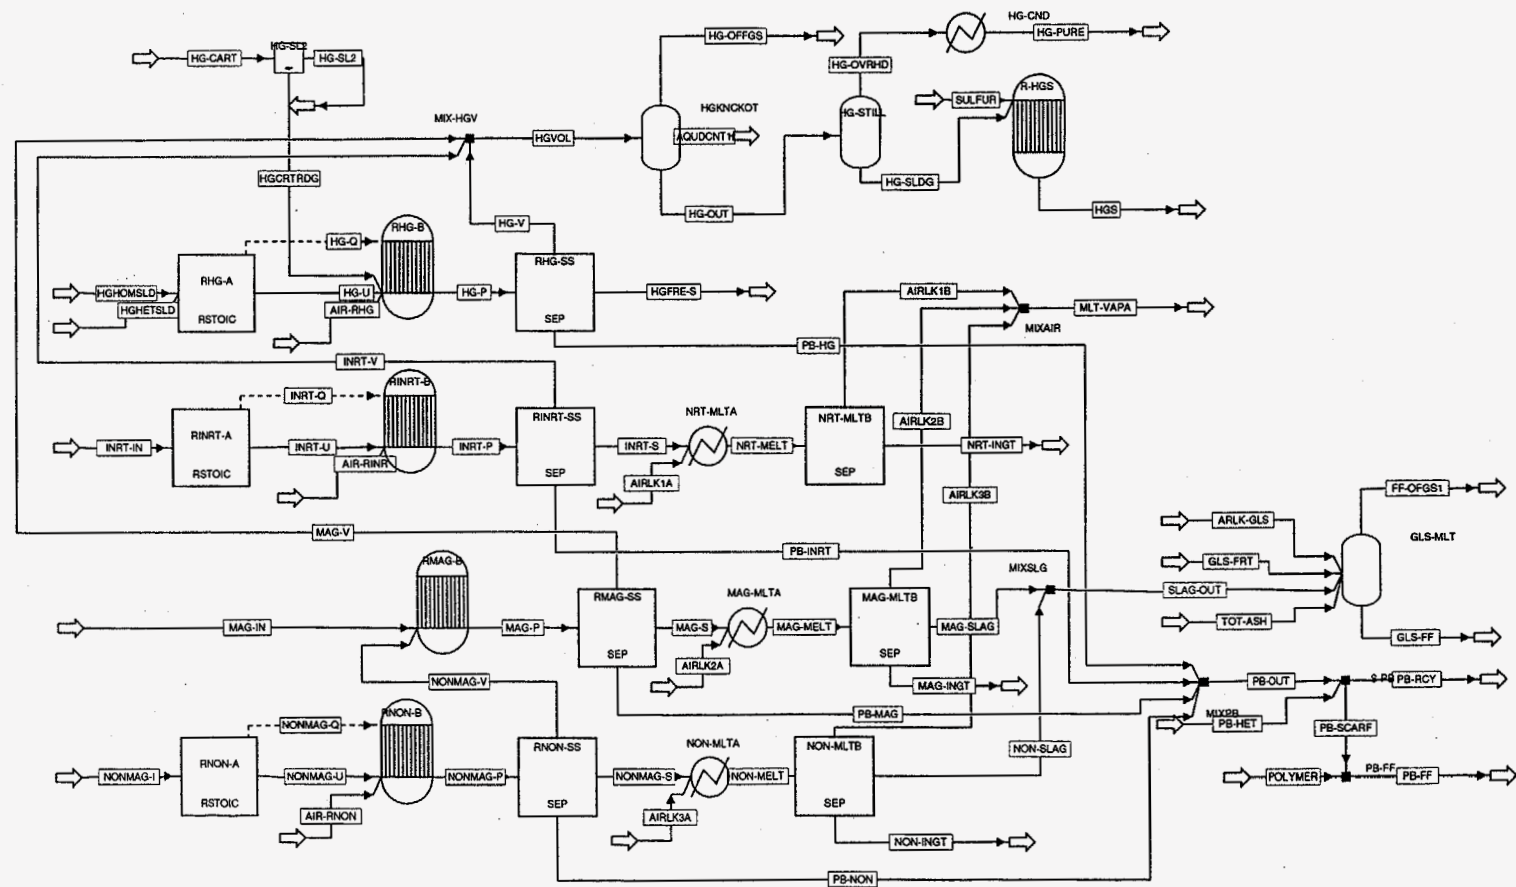 HG-CND
HG-OFFGS
HG-PURE
HG-SL2
HG-CART
HG-SL2
HG-OVRHD
R-HGS
SULFUR
HGKNCKOT
HG-STILL
MIX-HGV
HGVOL
HGCRTRDG
HG-SLDG
HG-OUT
HGS
HG-V
RHG-B
HG-Q
RHG-SS
RHG-A
HGHOMSLD
HG-U
HG-P
HGFRE-S
AIRLK1B
HGHETSLD
AIR-RHG
MLT-VAPA
RSTOIC
SEP
MIXAIR
PB-HG
INRT-V
RINRT-B
INRT-Q
RINRT-SS
NRT-MLTA
NRT-MLTB
AIRLK2B
RINRT-A
INRT-IN
INRT-U
INRT-P
INRT-S
NRT-MELT
NRT-INGT
AIR-RINR
RSTOIC
SEP
SEP
AIRLK1A
AIRLK3B
FF-OFGS1
ARLK-GLS
MAG-V
GLS-MLT
PB-INRT
RMAG-B
GLS-FRT
MIXSLG
RMAG-SS
MAG-MLTA
MAG-MLTB
SLAG-OUT
MAG-IN
MAG-P
MAG-S
MAG-MELT
MAG-SLAG
TOT-ASH
GLS-FF
SEP
SEP
AIRLK2A
NONMAG-V
MAG-INGT
PB-OUT
PB-RCY
PB-MAG
MIXPB
RNON-B
NONMAG-Q
PB-HET
PB-SCARF
RNON-SS
NON-MLTA
NON-MLTB
NON-SLAG
RNON-A
NONMAG-I
NONMAG-U
NONMAG-P
NONMAG-S
NON-MELT
POLYMER
PB-FF
PB-FF
RSTOIC
SEP
SEP
AIR-RNON
AIRLK3A
NON-INGT
PB-NON